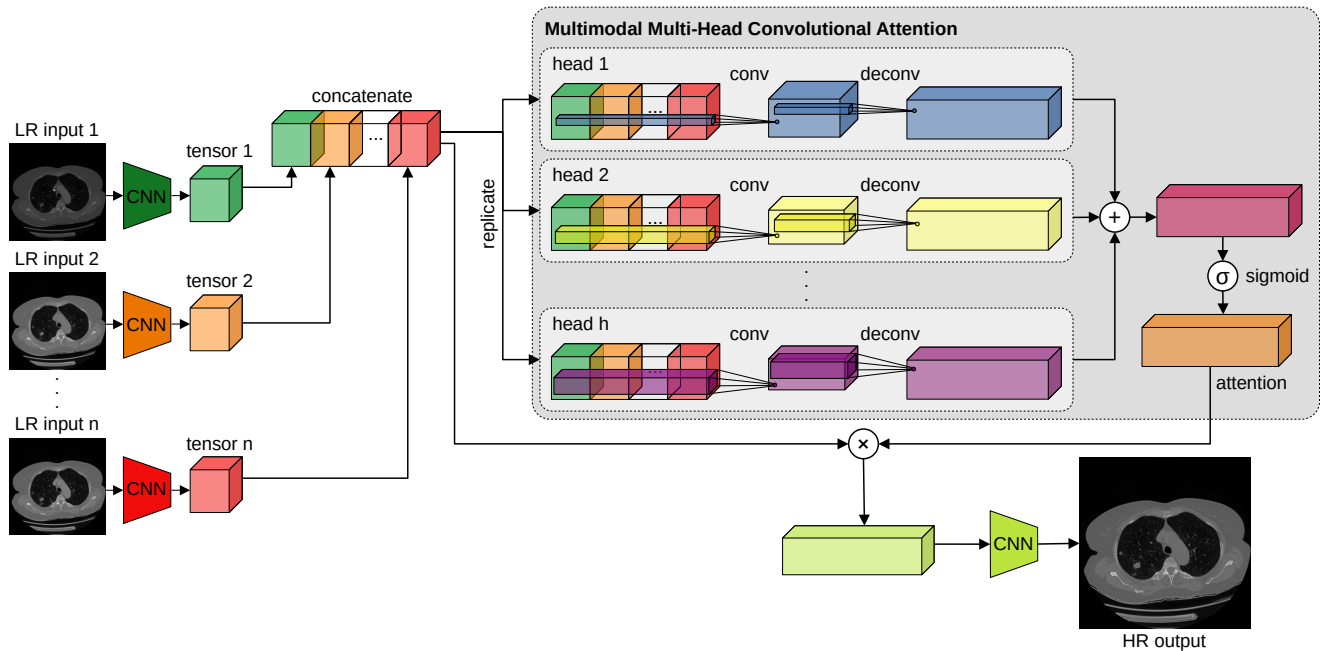 Multimodal Multi-Head Convolutional Attention
LR input 1
CNN
tensor 1
LR input 2
CNN
tensor 2
.
.
.
LR input n
CNN
tensor n
concatenate
...
replicate
head 1
...
conv
deconv
head 2
...
conv
deconv
.
.
.
head h
...
conv
deconv
+
σ
sigmoid
attention
×
CNN
HR output